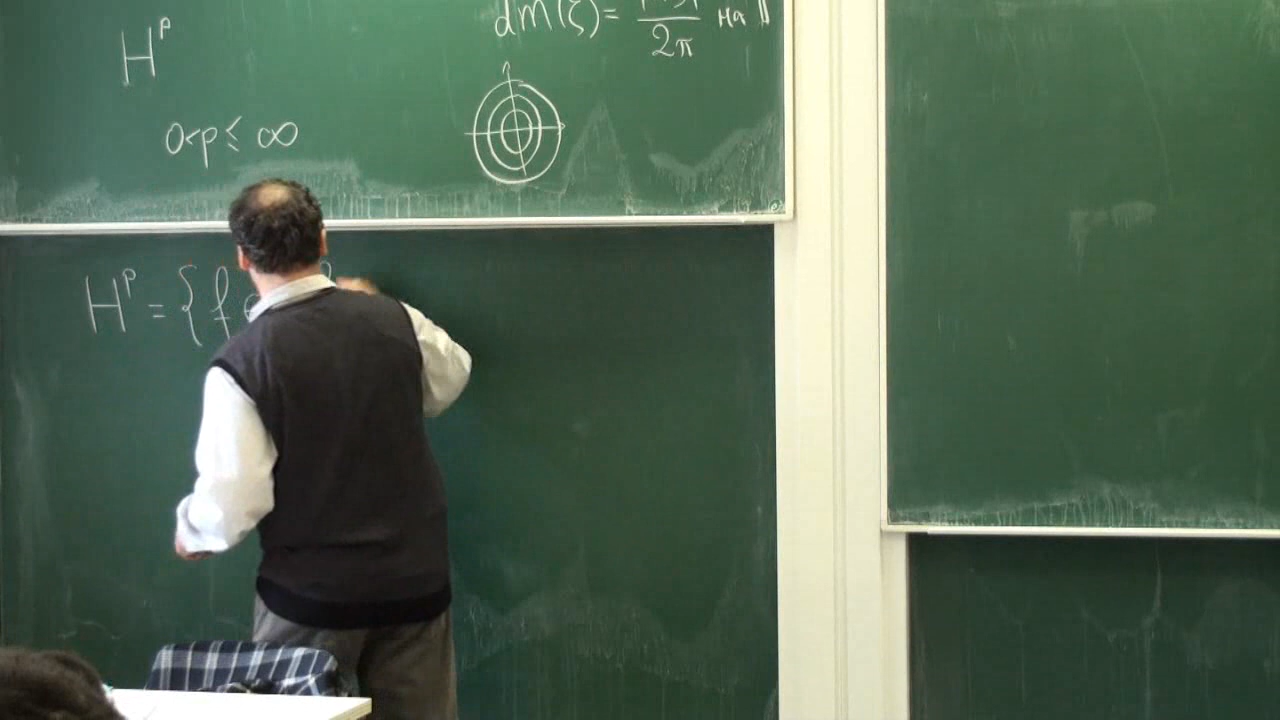 H^p
dm(ζ) = / 2π на
0<p≤∞
H^p = { f